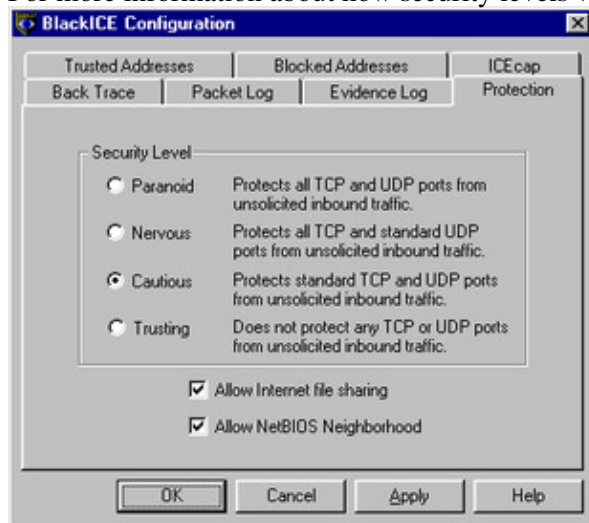 For more information about how security levels
BlackICE Configuration
Trusted Addresses
Blocked Addresses
ICEcap
Back Trace
Packet Log
Evidence Log
Protection
Security Level
Paranoid
Protects all TCP and UDP ports from
unsolicited inbound traffic.
Nervous
Protects all TCP and standard UDP
ports from unsolicited inbound traffic.
Cautious
Protects standard TCP and UDP ports
from unsolicited inbound traffic.
Trusting
Does not protect any TCP or UDP ports
from unsolicited inbound traffic.
Allow Internet file sharing
Allow NetBIOS Neighborhood
OK
Cancel
Apply
Help